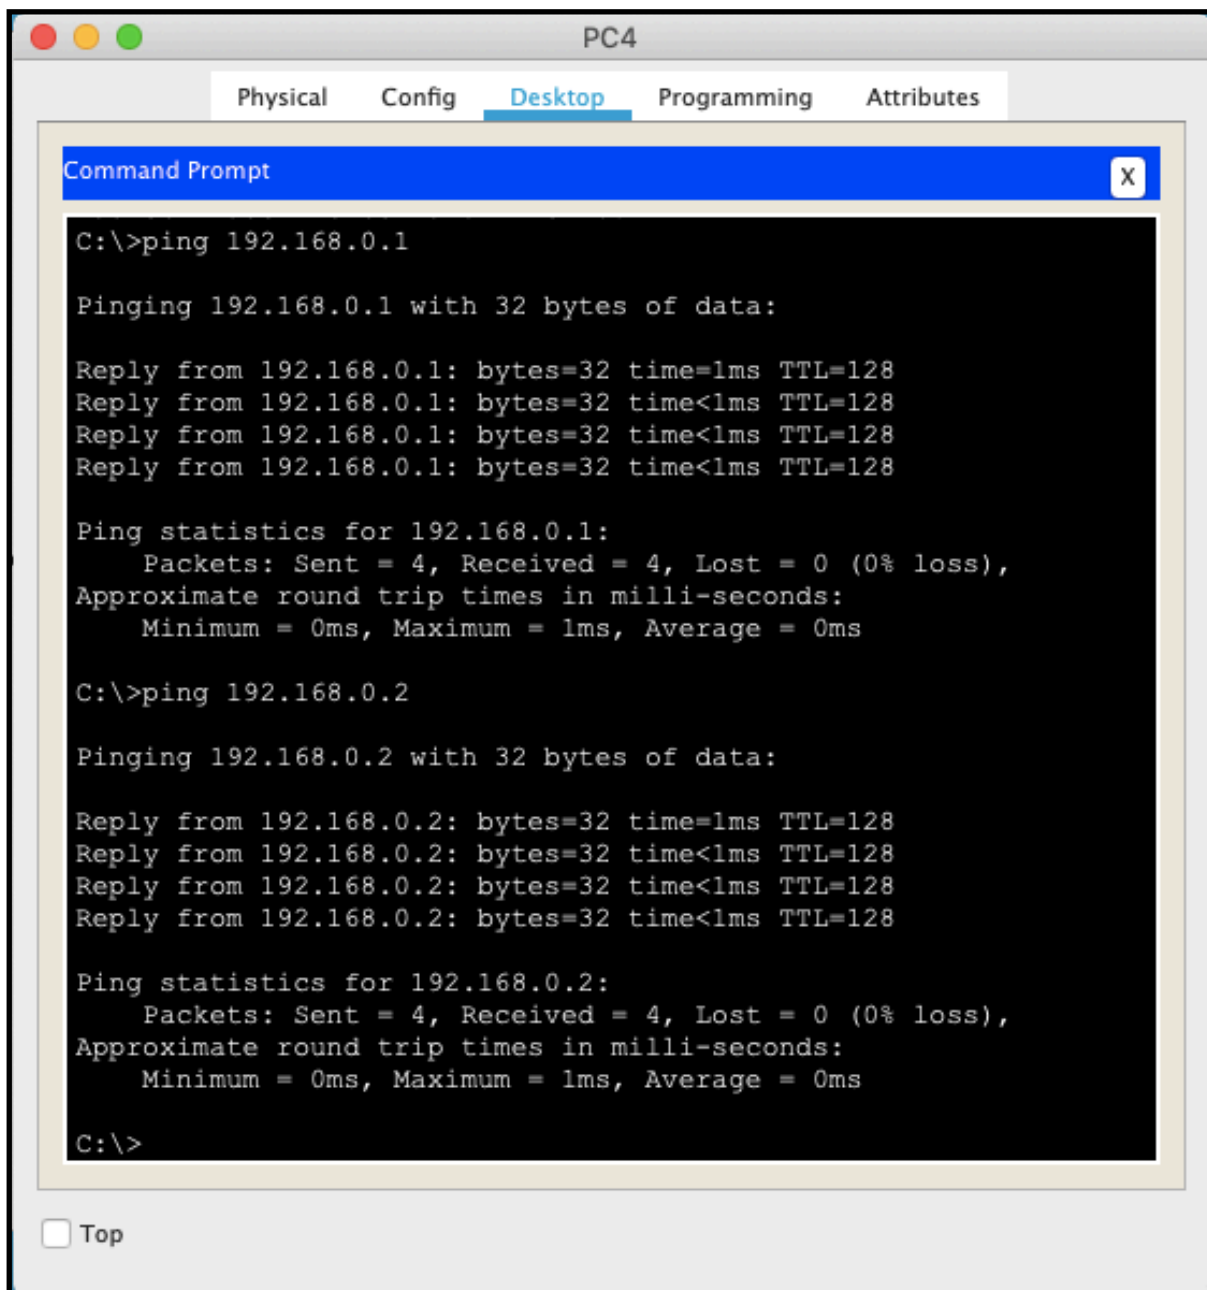 PC4
Physical Config Desktop Programming Attributes
Command Prompt X
C:\>ping 192.168.0.1
Pinging 192.168.0.1 with 32 bytes of data:
Reply from 192.168.0.1: bytes=32 time=1ms TTL=128
Reply from 192.168.0.1: bytes=32 time<1ms TTL=128
Reply from 192.168.0.1: bytes=32 time<1ms TTL=128
Reply from 192.168.0.1: bytes=32 time<1ms TTL=128
Ping statistics for 192.168.0.1:
Packets: Sent = 4, Received = 4, Lost = 0 (0% loss),
Approximate round trip times in milli-seconds:
Minimum = 0ms, Maximum = 1ms, Average = 0ms
C:\>ping 192.168.0.2
Pinging 192.168.0.2 with 32 bytes of data:
Reply from 192.168.0.2: bytes=32 time=1ms TTL=128
Reply from 192.168.0.2: bytes=32 time<1ms TTL=128
Reply from 192.168.0.2: bytes=32 time<1ms TTL=128
Reply from 192.168.0.2: bytes=32 time<1ms TTL=128
Ping statistics for 192.168.0.2:
Packets: Sent = 4, Received = 4, Lost = 0 (0% loss),
Approximate round trip times in milli-seconds:
Minimum = 0ms, Maximum = 1ms, Average = 0ms
C:\>
Top